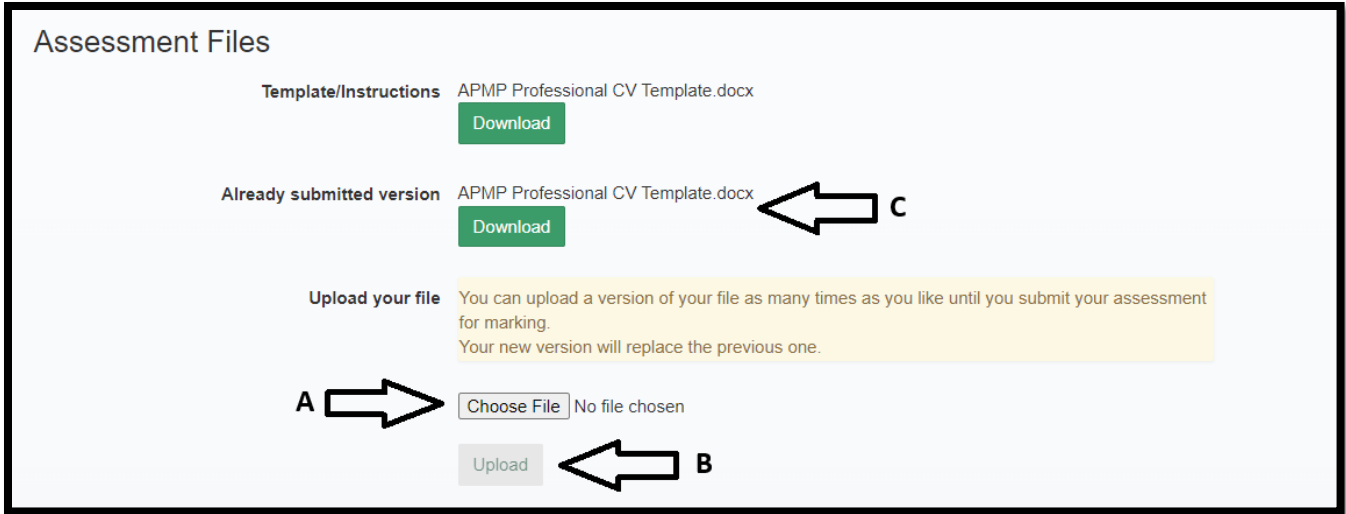 Assessment Files
Template/Instructions APMP Professional CV Template.docx
Download
Already submitted version APMP Professional CV Template.docx
C
Download
Upload your file You can upload a version of your file as many times as you like until you submit your assessment
for marking.
Your new version will replace the previous one.
A Choose File No file chosen
Upload B